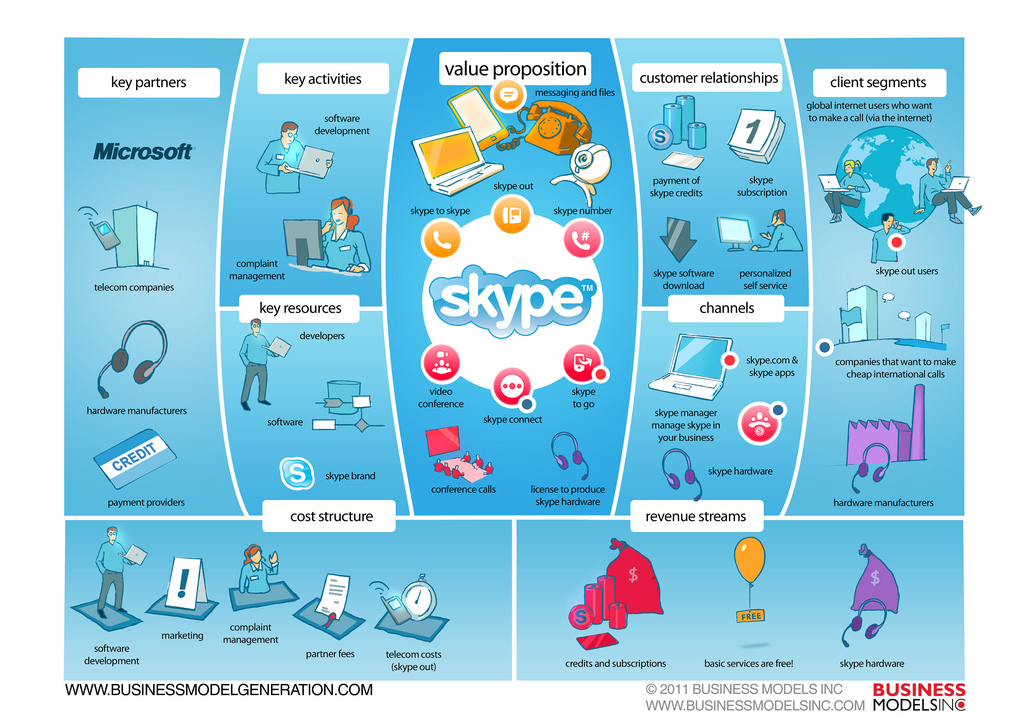 key partners
Microsoft
telecom companies
hardware manufacturers
CREDIT
payment providers
key activities
software
development
complaint
management
key resources
developers
software
S
skype brand
value proposition
messaging and files
skype out
skype to skype
skype number
#
skype™
video
conference
skype connect
skype
to go
conference calls
license to produce
skype hardware
customer relationships
S
1
payment of
skype credits
skype
subscription
skype software
download
personalized
self service
channels
skype.com &
skype apps
skype manager
manage skype in
your business
skype hardware
client segments
global internet users who want
to make a call (via the internet)
skype out users
companies that want to make
cheap international calls
hardware manufacturers
cost structure
!
software
development
marketing
complaint
management
partner fees
telecom costs
(skype out)
revenue streams
S
$
credits and subscriptions
FREE
basic services are free!
$
skype hardware
WWW.BUSINESSMODELGENERATION.COM
© 2011 BUSINESS MODELS INC
WWW.BUSINESSMODELSINC.COM
BUSINESS
MODELSINC